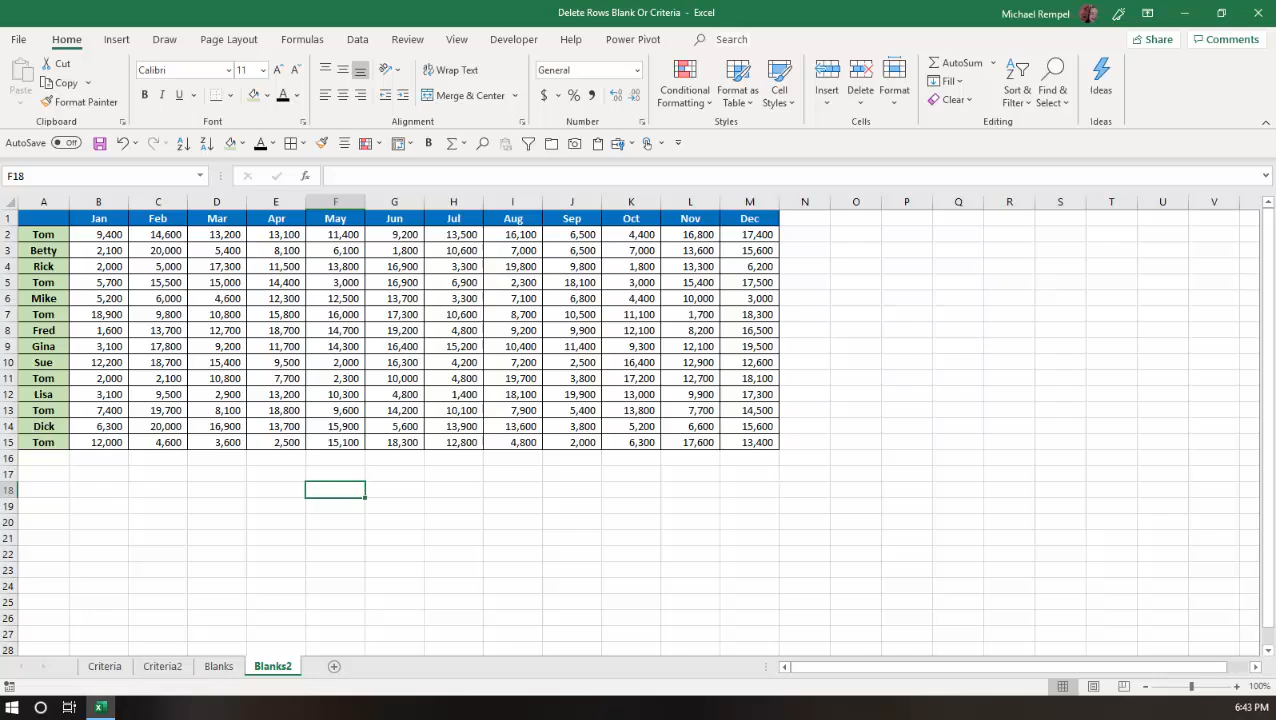 Delete Rows Blank Or Criteria - Excel
Michael Rempel
File Home Insert Draw Page Layout Formulas Data Review View Developer Help Power Pivot Search Share Comments
Cut
Copy
Format Painter
Paste
Clipboard
Calibri 11
B I U
Font
Wrap Text
Merge & Center
Alignment
General
$ % ,
Number
Conditional Formatting
Format as Table
Cell Styles
Styles
Insert Delete Format
Cells
AutoSum
Fill
Clear
Sort & Filter
Find & Select
Editing
Ideas
Ideas
AutoSave Off
F18
fx
A B C D E F G H I J K L M N O P Q R S T U V
1 Jan Feb Mar Apr May Jun Jul Aug Sep Oct Nov Dec
2 Tom 9,400 14,600 13,200 13,100 11,400 9,200 13,500 16,100 6,500 4,400 16,800 17,400
3 Betty 2,100 20,000 5,400 8,100 6,100 1,800 10,600 7,000 6,500 7,000 13,600 15,600
4 Rick 2,000 5,000 17,300 11,500 13,800 16,900 3,300 19,800 9,800 1,800 13,300 6,200
5 Tom 5,700 15,500 15,000 14,400 3,000 16,900 6,900 2,300 18,100 3,000 15,400 17,500
6 Mike 5,200 6,000 4,600 12,300 12,500 13,700 3,300 7,100 6,800 4,400 10,000 3,000
7 Tom 18,900 9,800 10,800 15,800 16,000 17,300 10,600 8,700 10,500 11,100 1,700 18,300
8 Fred 1,600 13,700 12,700 18,700 14,700 19,200 4,800 9,200 9,900 12,100 8,200 16,500
9 Gina 3,100 17,800 9,200 11,700 14,300 16,400 15,200 10,400 11,400 9,300 12,100 19,500
10 Sue 12,200 18,700 15,400 9,500 2,000 16,300 4,200 7,200 2,500 16,400 12,900 12,600
11 Tom 2,000 2,100 10,800 7,700 2,300 10,000 4,800 19,700 3,800 17,200 12,700 18,100
12 Lisa 3,100 9,500 2,900 13,200 10,300 4,800 1,400 18,100 19,900 13,000 9,900 17,300
13 Tom 7,400 19,700 8,100 18,800 9,600 14,200 10,100 7,900 5,400 13,800 7,700 14,500
14 Dick 6,300 20,000 16,900 13,700 15,900 5,600 13,900 13,600 3,800 5,200 6,600 15,600
15 Tom 12,000 4,600 3,600 2,500 15,100 18,300 12,800 4,800 2,000 6,300 17,600 13,400
16
17
18
19
20
21
22
23
24
25
26
27
28
Criteria Criteria2 Blanks Blanks2
100%
6:43 PM